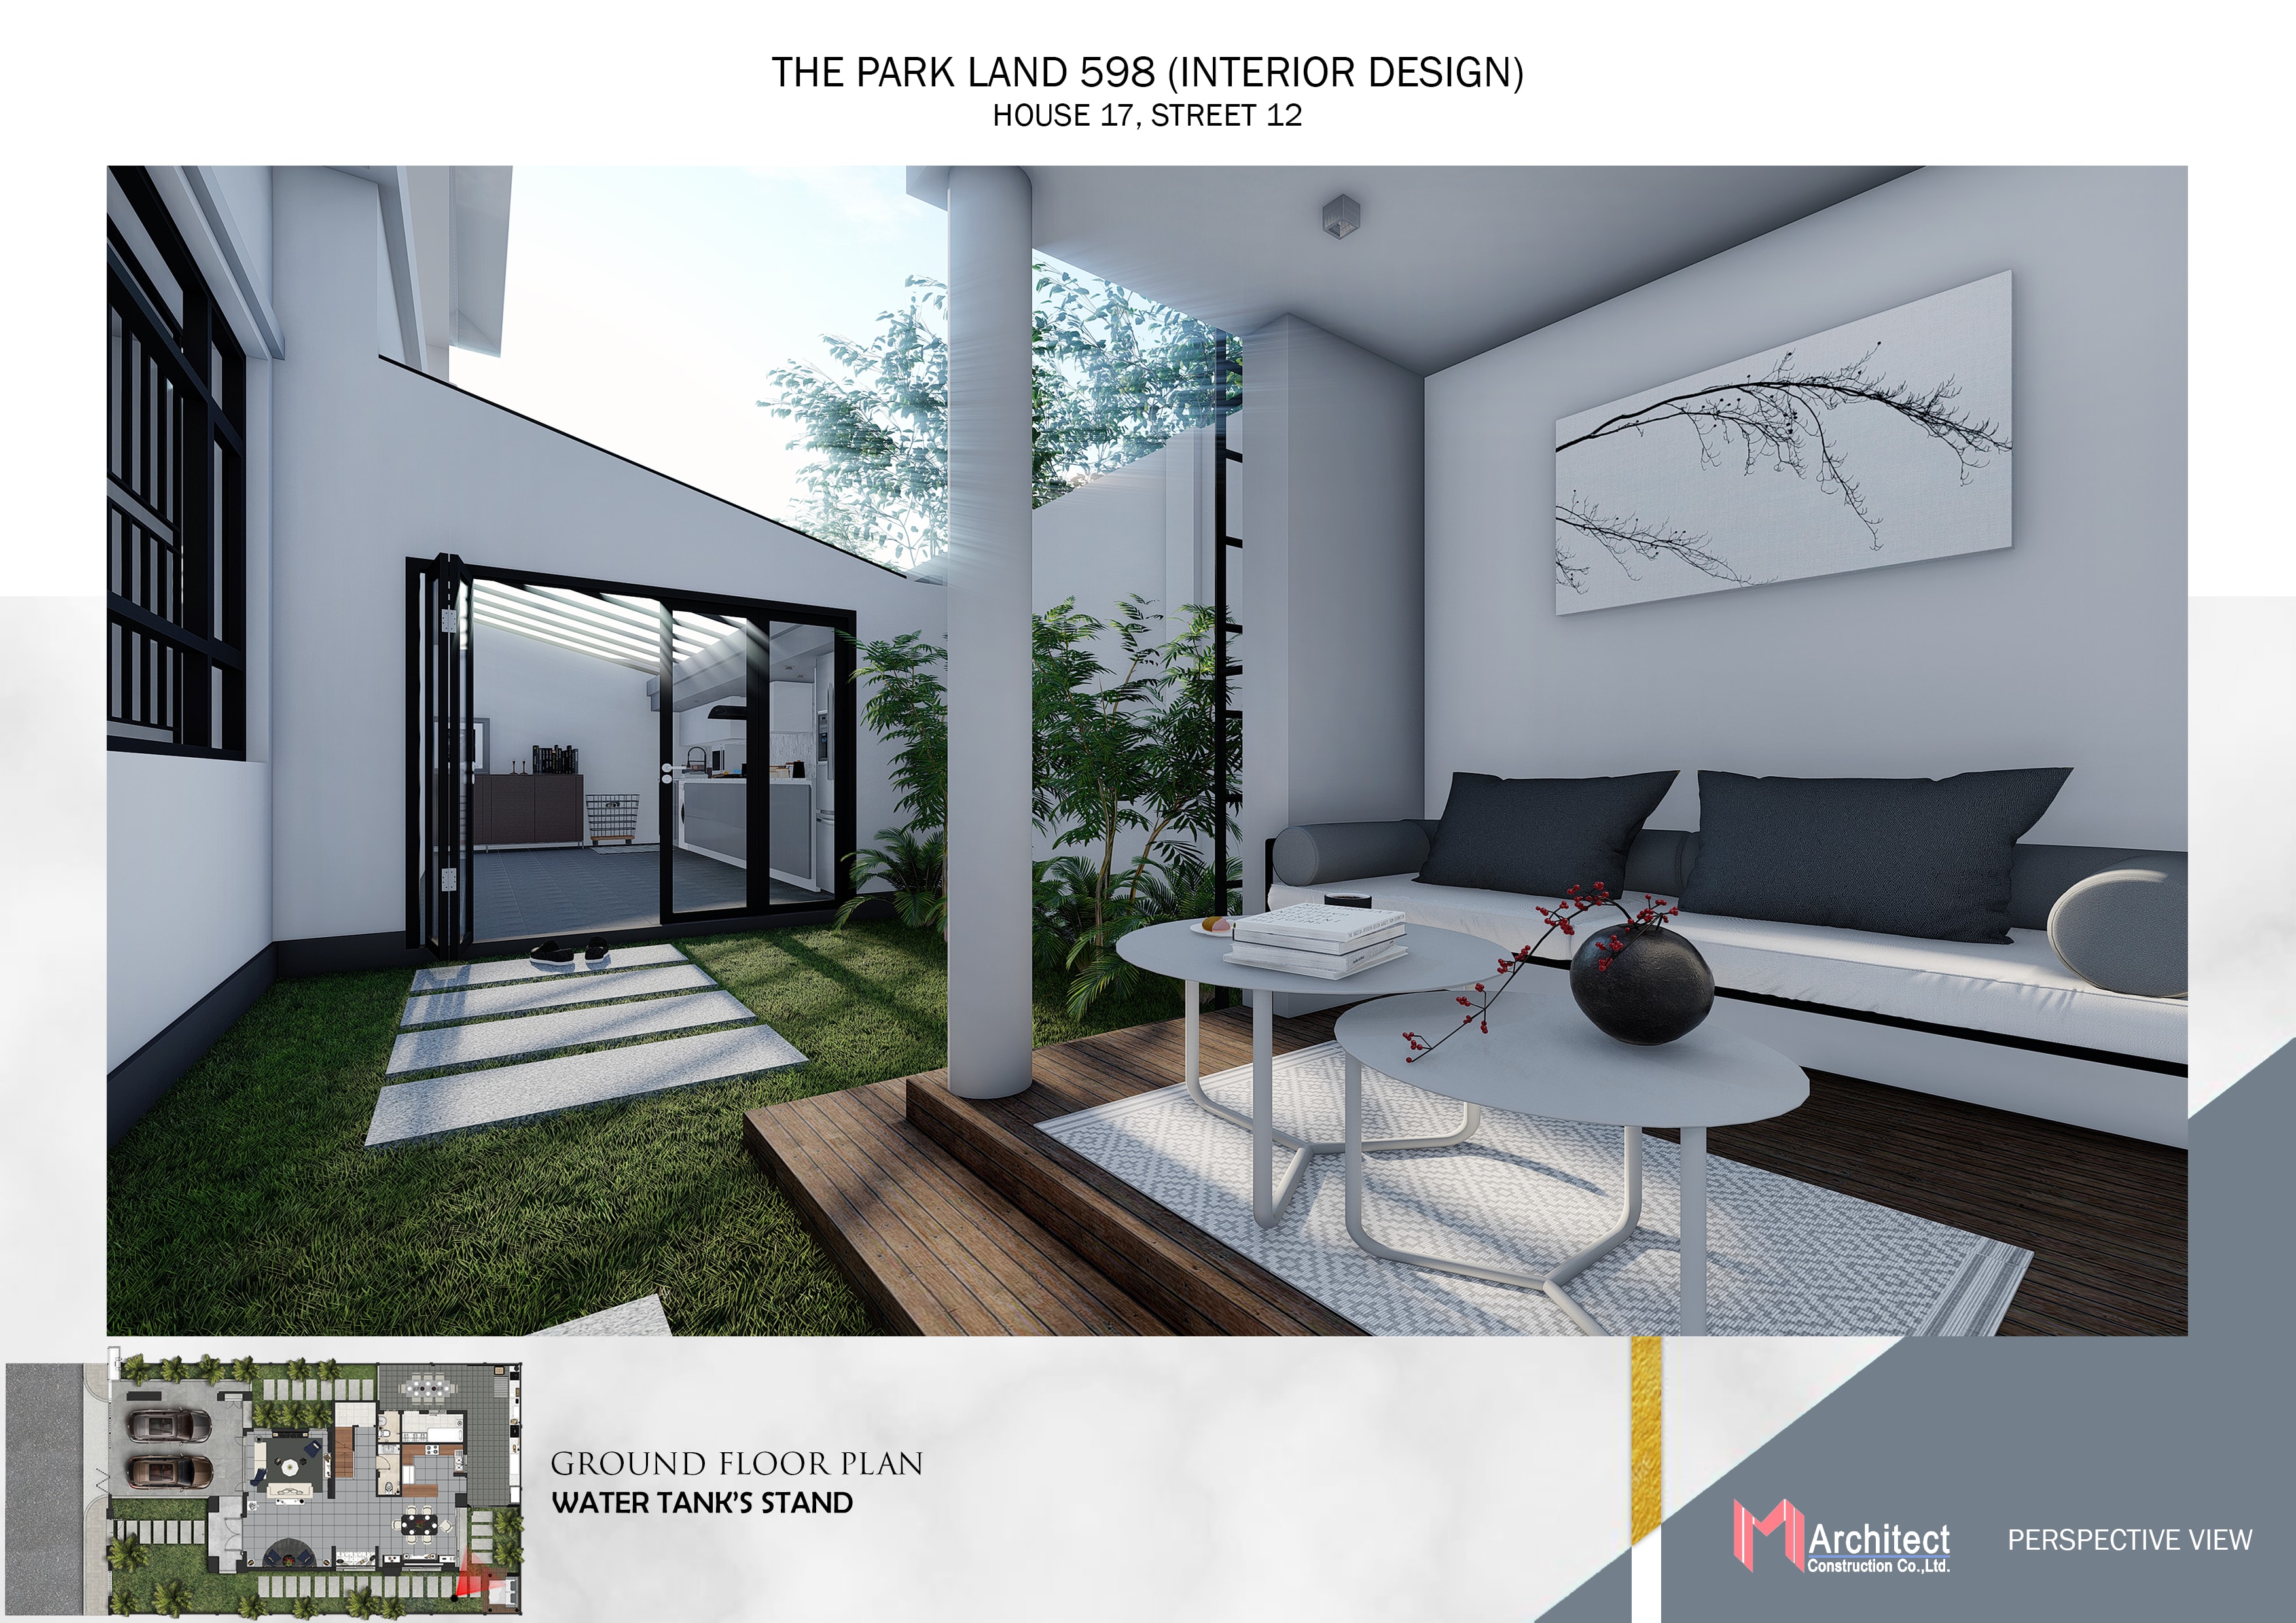 THE PARK LAND 598 (INTERIOR DESIGN)
HOUSE 17, STREET 12
GROUND FLOOR PLAN
WATER TANK'S STAND
M Architect
Construction Co.,Ltd.
PERSPECTIVE VIEW